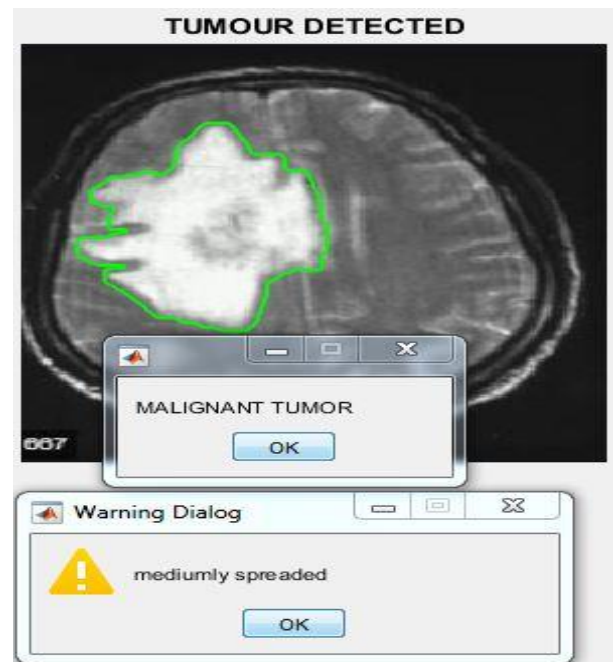 TUMOUR DETECTED
667
MALIGNANT TUMOR
OK
Warning Dialog
mediumly spreaded
OK